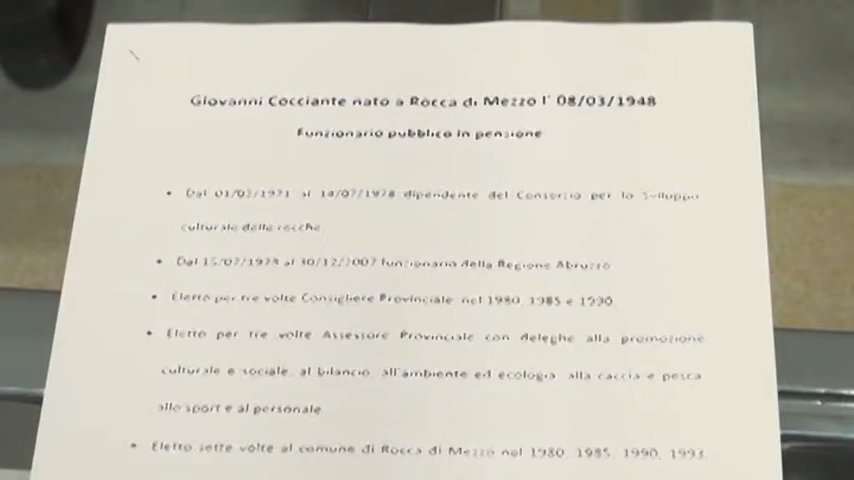 Giovanni Cocciante nato a Rocca di Mezzo l' 08/03/1948
Funzionario pubblico in pensione
• Dal 01/02/1971 al 14/07/1978 dipendente del Consorzio per lo Sviluppo
culturale delle rocche
• Dal 15/07/1978 al 30/12/2007 funzionario della Regione Abruzzo
• Eletto per tre volte Consigliere Provinciale nel 1980, 1985 e 1990
• Eletto per tre volte Assessore Provinciale con deleghe alla promozione
culturale e sociale, al bilancio, all'ambiente ed ecologia, alla caccia e pesca
allo sport e al personale
• Eletto sette volte al comune di Rocca di Mezzo nel 1980, 1985, 1990, 1993,